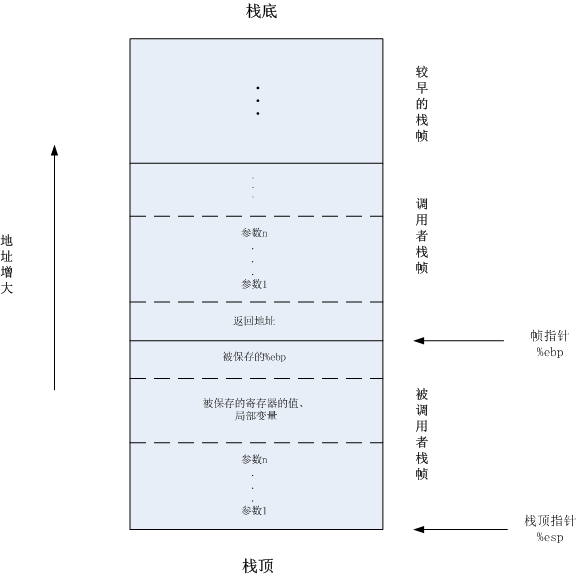 栈底
较早的栈帧
地址增大
调用者栈帧
参数n
参数1
返回地址
帧指针
%ebp
被保存的%ebp
被调用者栈帧
被保存的寄存器的值、
局部变量
参数n
参数1
栈顶指针
%esp
栈顶